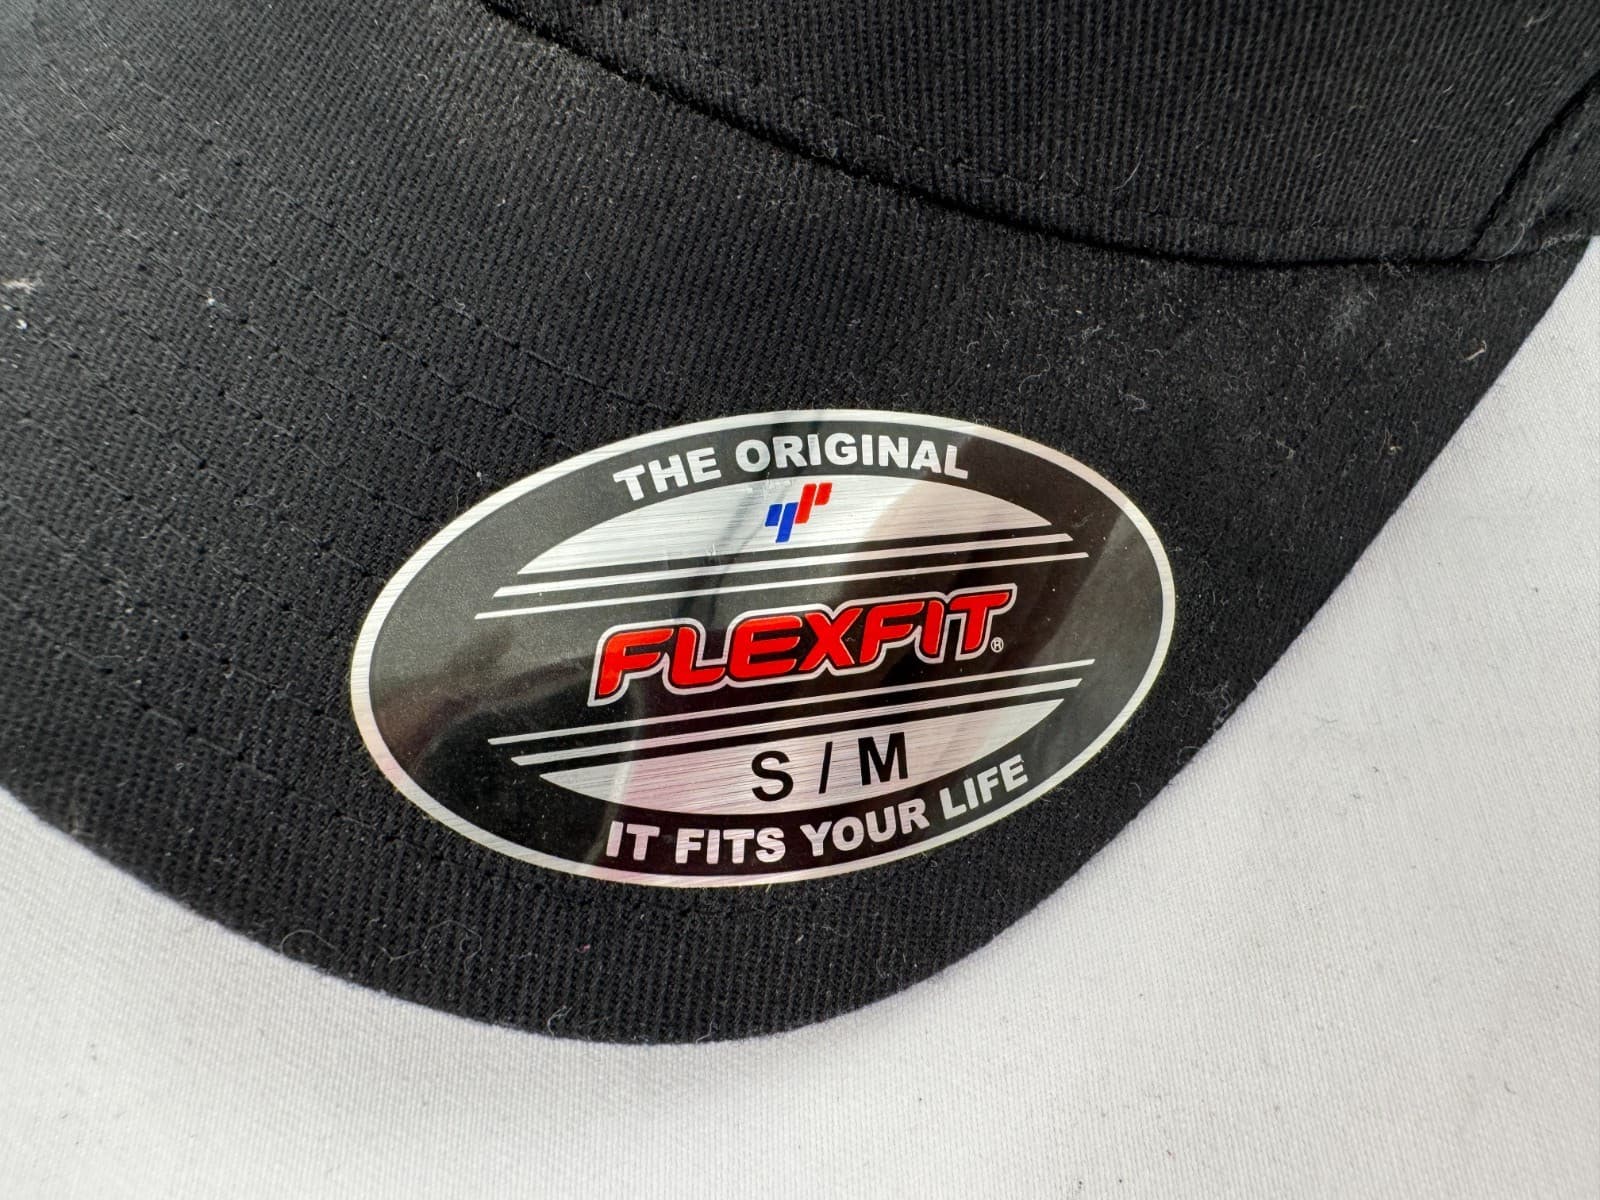 THE ORIGINAL
FLEXFIT®
S / M
IT FITS YOUR LIFE